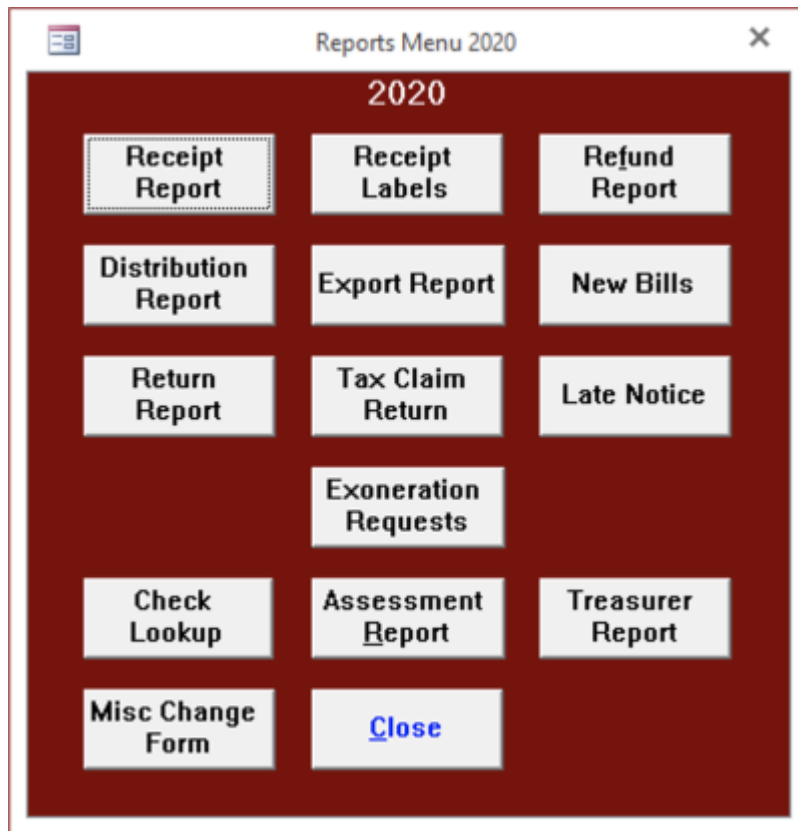 Reports Menu 2020
2020
Receipt
Report
Receipt
Labels
Refund
Report
Distribution
Report
Export Report
New Bills
Return
Report
Tax Claim
Return
Late Notice
Exoneration
Requests
Check
Lookup
Assessment
Report
Treasurer
Report
Misc Change
Form
Close